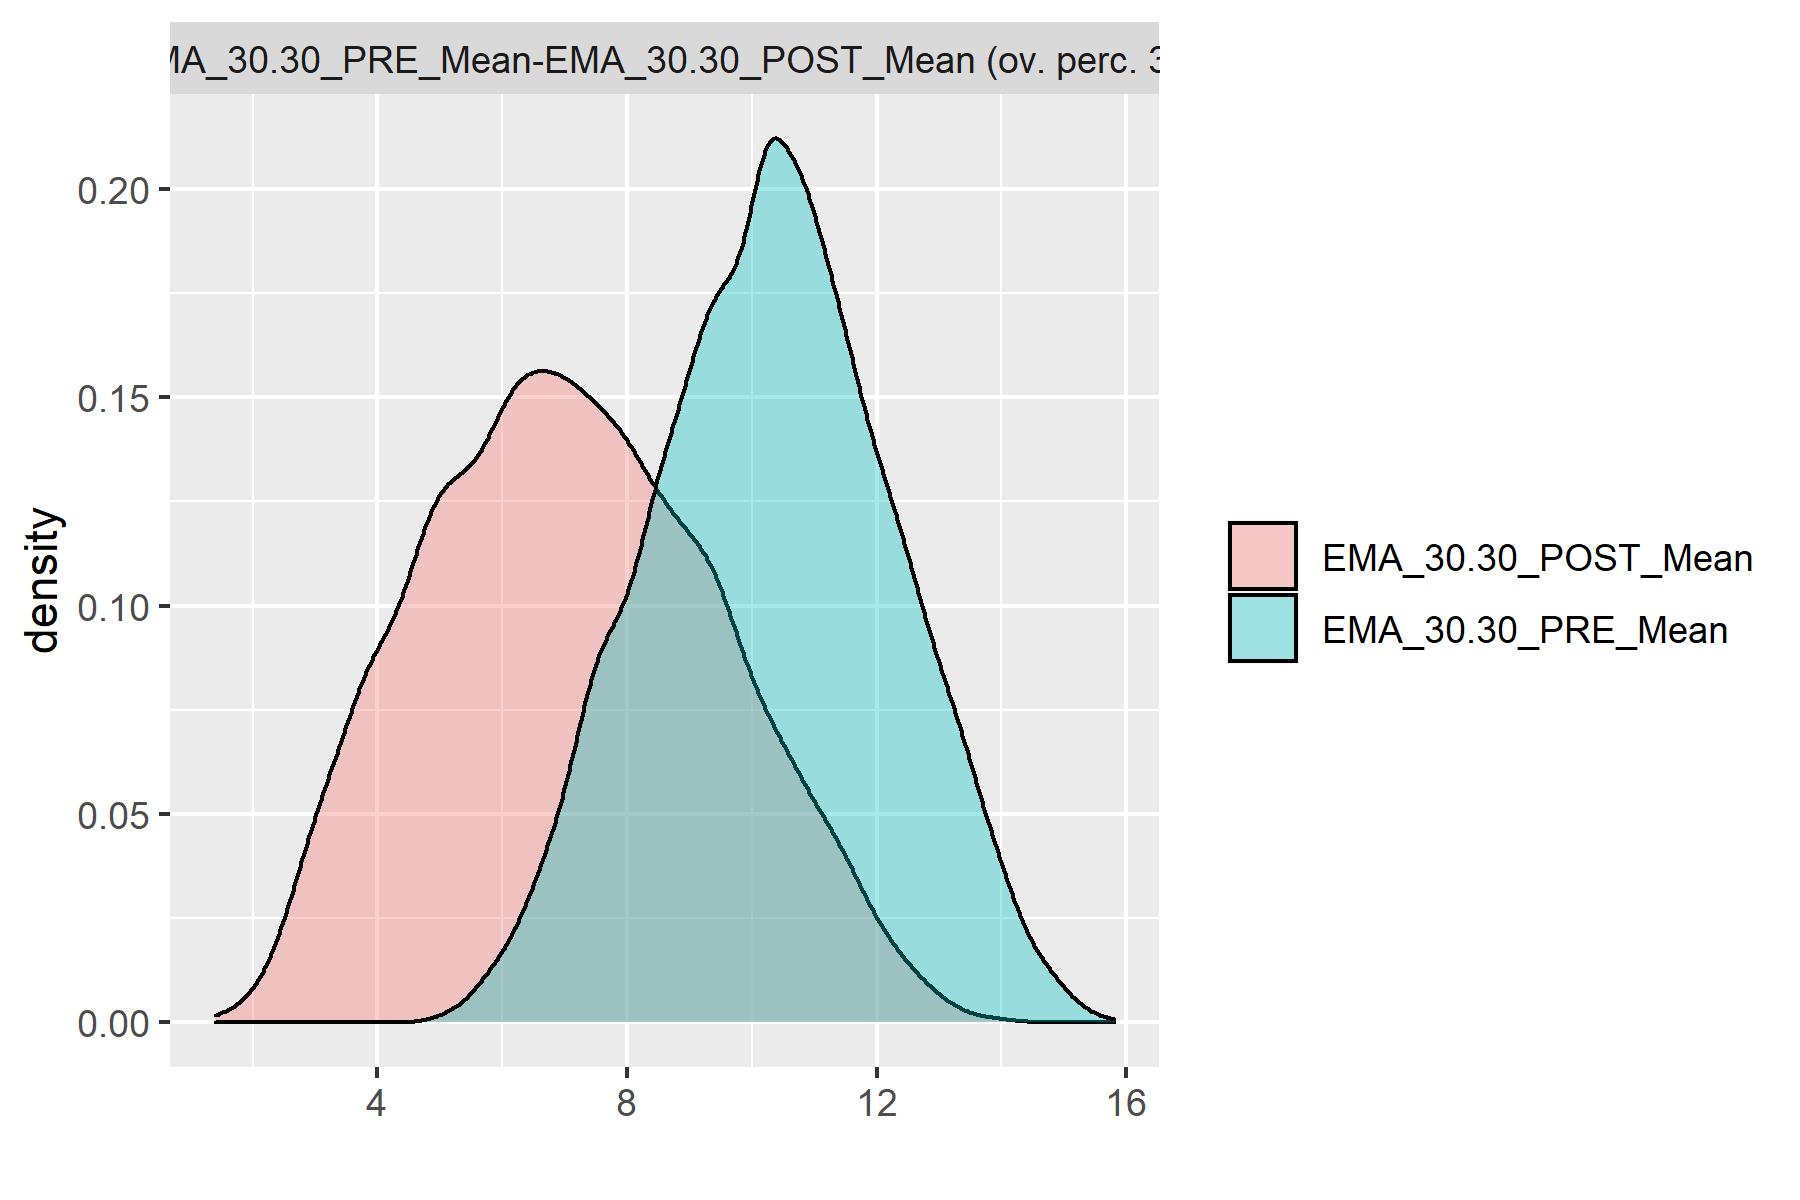 MA_30.30_PRE_Mean-EMA_30.30_POST_Mean (ov. perc. 3
density
0.20
0.15
0.10
0.05
0.00
4 8 12 16
EMA_30.30_POST_Mean
EMA_30.30_PRE_Mean